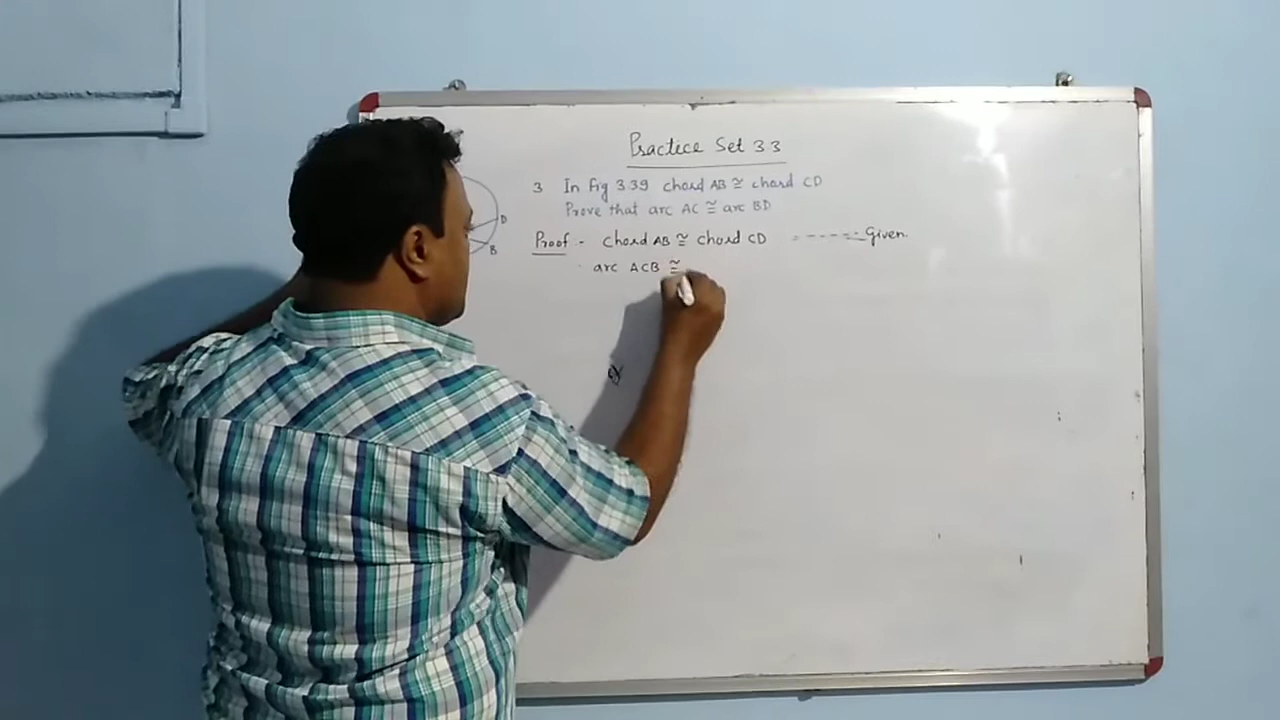 Practece Set 3 3
3 In fig 3.39 chord AB ≅ chord CD
Prove that arc AC ≅ arc BD
D
B
Proof :- chord AB ≅ chord CD ------ Given.
arc ACB ≅